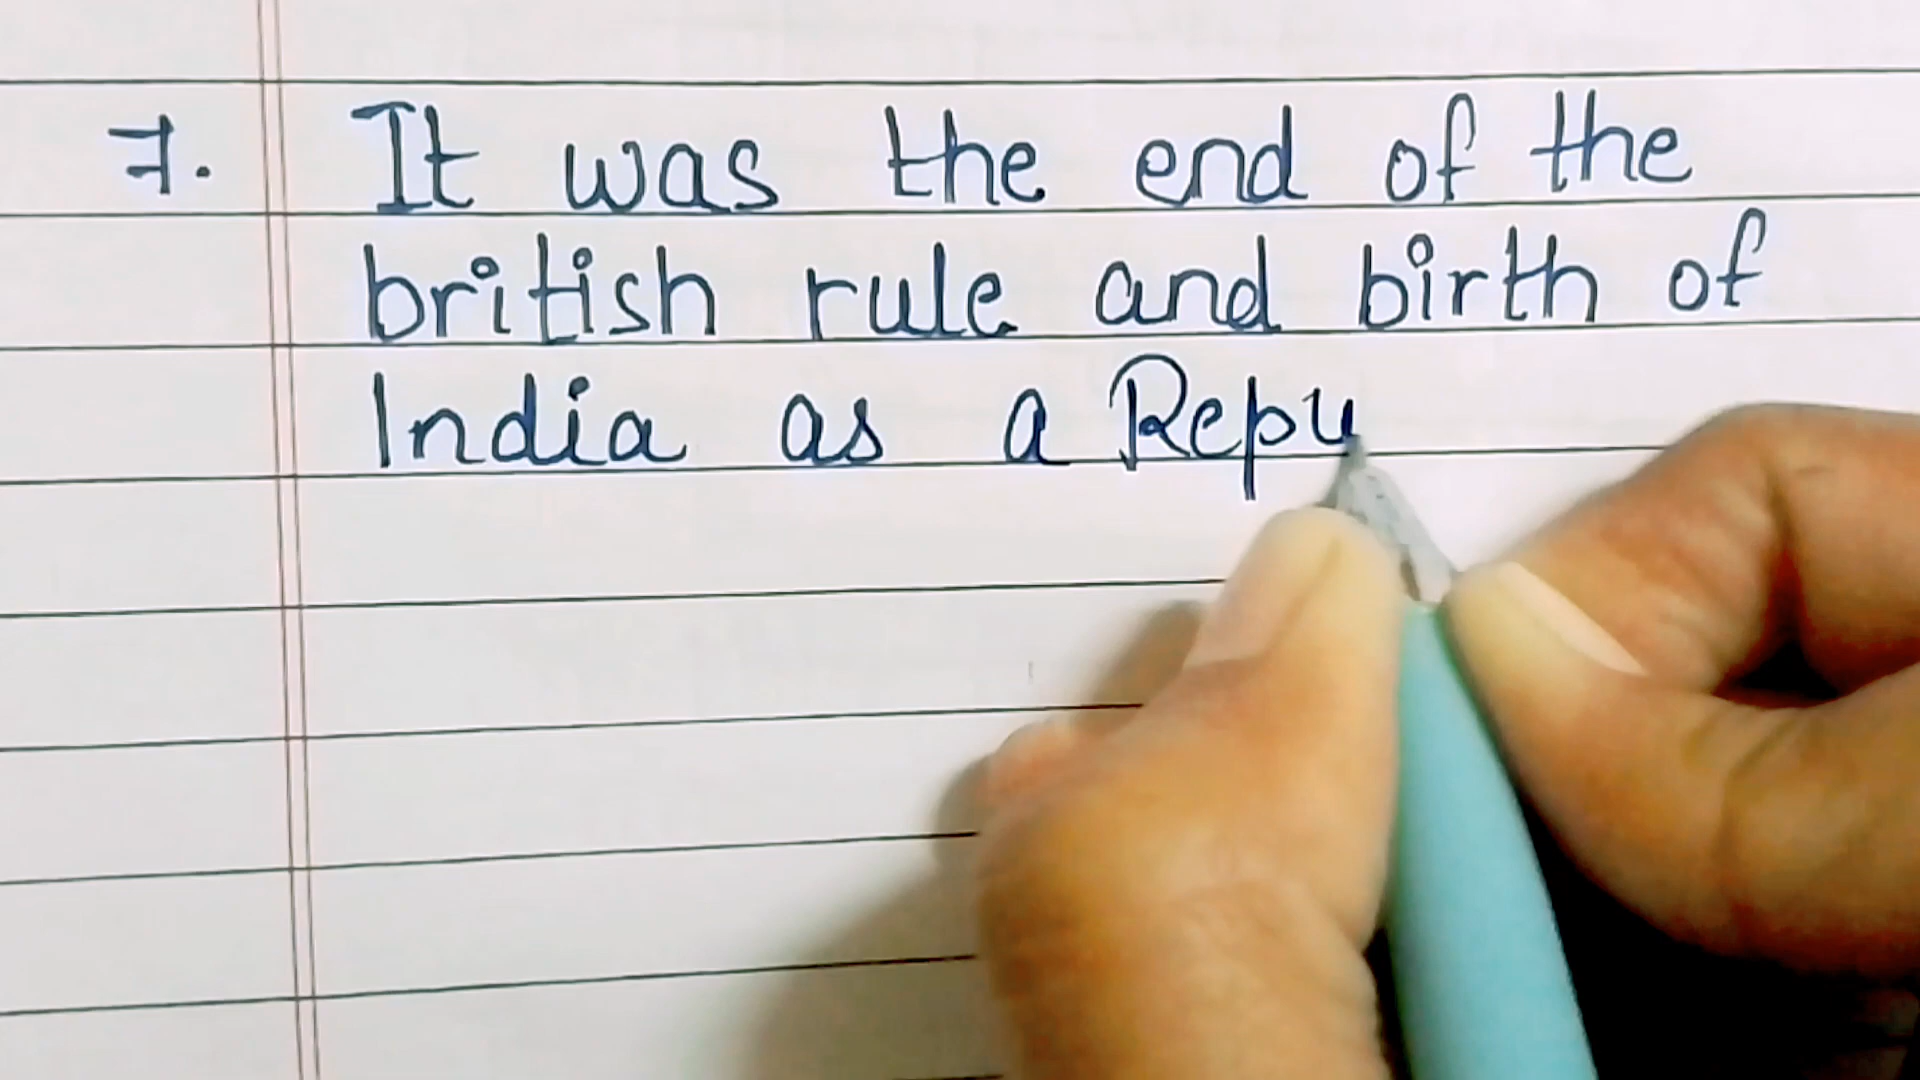 7. It was the end of the
british rule and birth of
India as a Repu